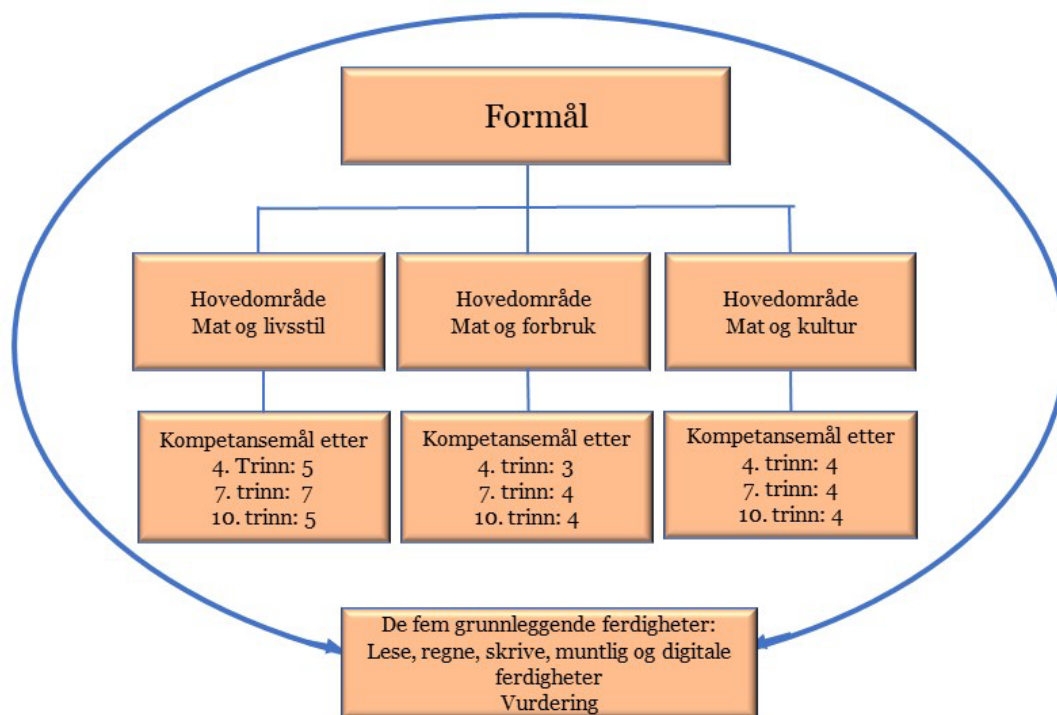 Formål
Hovedområde
Mat og livsstil
Hovedområde
Mat og forbruk
Hovedområde
Mat og kultur
Kompetansemål etter
4. Trinn: 5
7. trinn: 7
10. trinn: 5
Kompetansemål etter
4. trinn: 3
7. trinn: 4
10. trinn: 4
Kompetansemål etter
4. trinn: 4
7. trinn: 4
10. trinn: 4
De fem grunnleggende ferdigheter:
Lese, regne, skrive, muntlig og digitale
ferdigheter
Vurdering